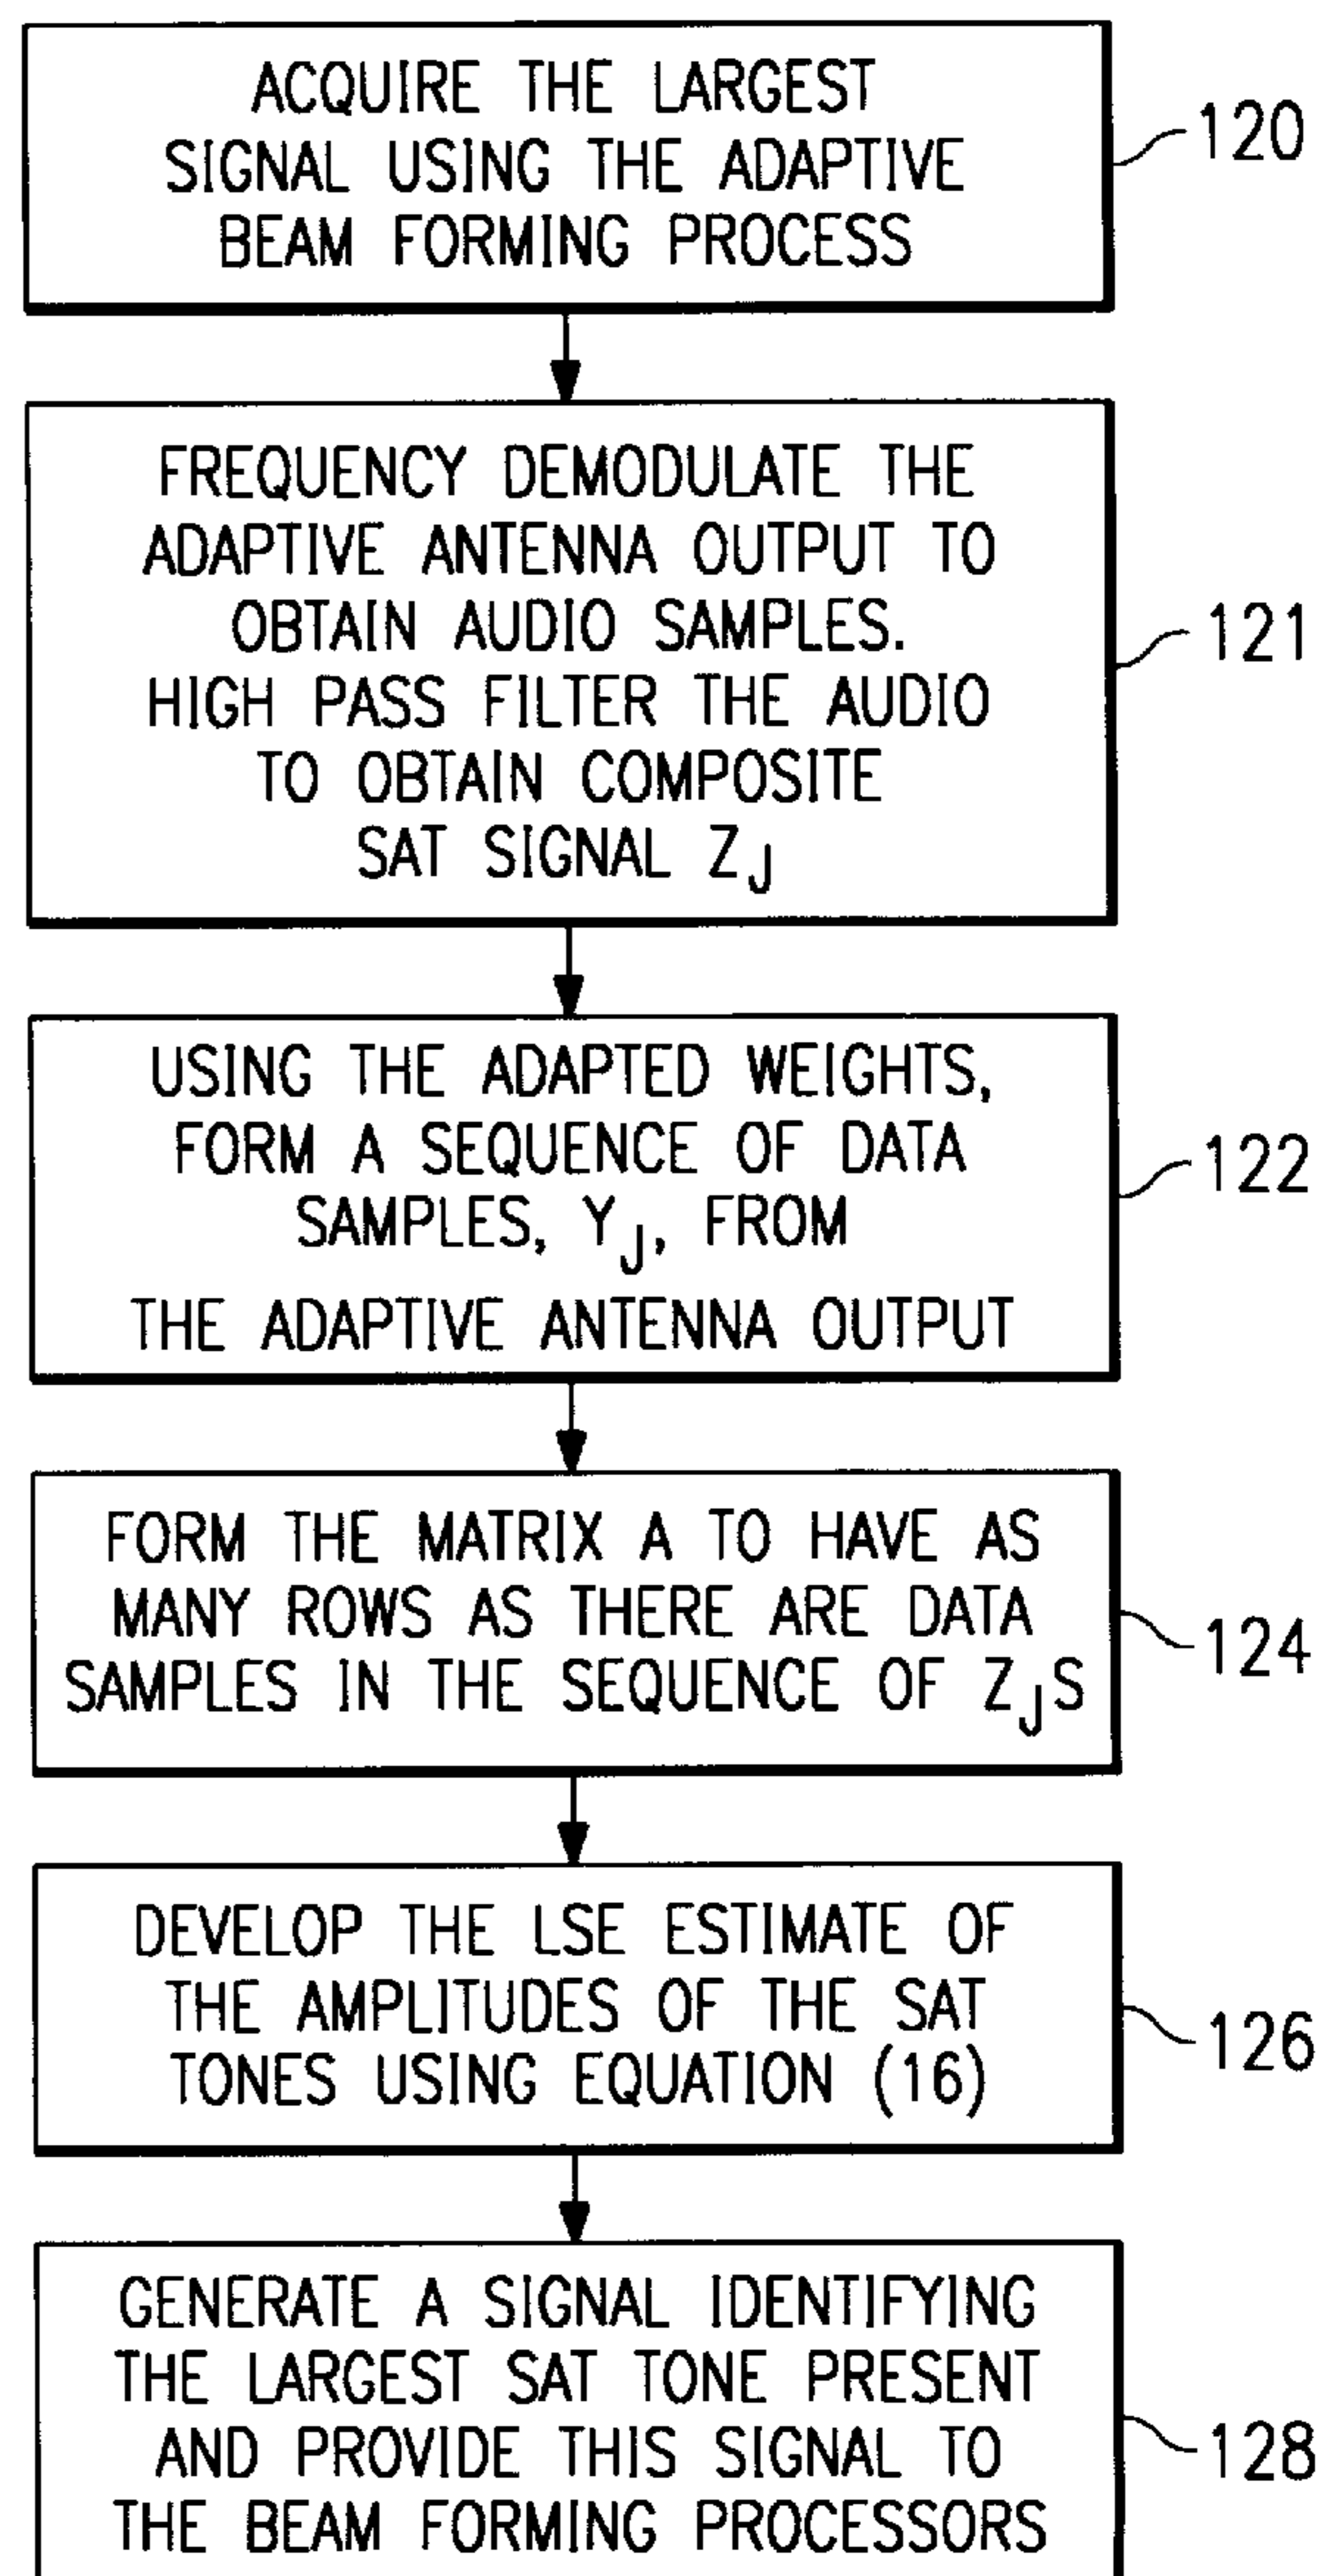 ACQUIRE THE LARGEST
SIGNAL USING THE ADAPTIVE
BEAM FORMING PROCESS
120
FREQUENCY DEMODULATE THE
ADAPTIVE ANTENNA OUTPUT TO
OBTAIN AUDIO SAMPLES.
HIGH PASS FILTER THE AUDIO
TO OBTAIN COMPOSITE
SAT SIGNAL ZJ
121
USING THE ADAPTED WEIGHTS,
FORM A SEQUENCE OF DATA
SAMPLES, YJ, FROM
THE ADAPTIVE ANTENNA OUTPUT
122
FORM THE MATRIX A TO HAVE AS
MANY ROWS AS THERE ARE DATA
SAMPLES IN THE SEQUENCE OF ZJS
124
DEVELOP THE LSE ESTIMATE OF
THE AMPLITUDES OF THE SAT
TONES USING EQUATION (16)
126
GENERATE A SIGNAL IDENTIFYING
THE LARGEST SAT TONE PRESENT
AND PROVIDE THIS SIGNAL TO
THE BEAM FORMING PROCESSORS
128